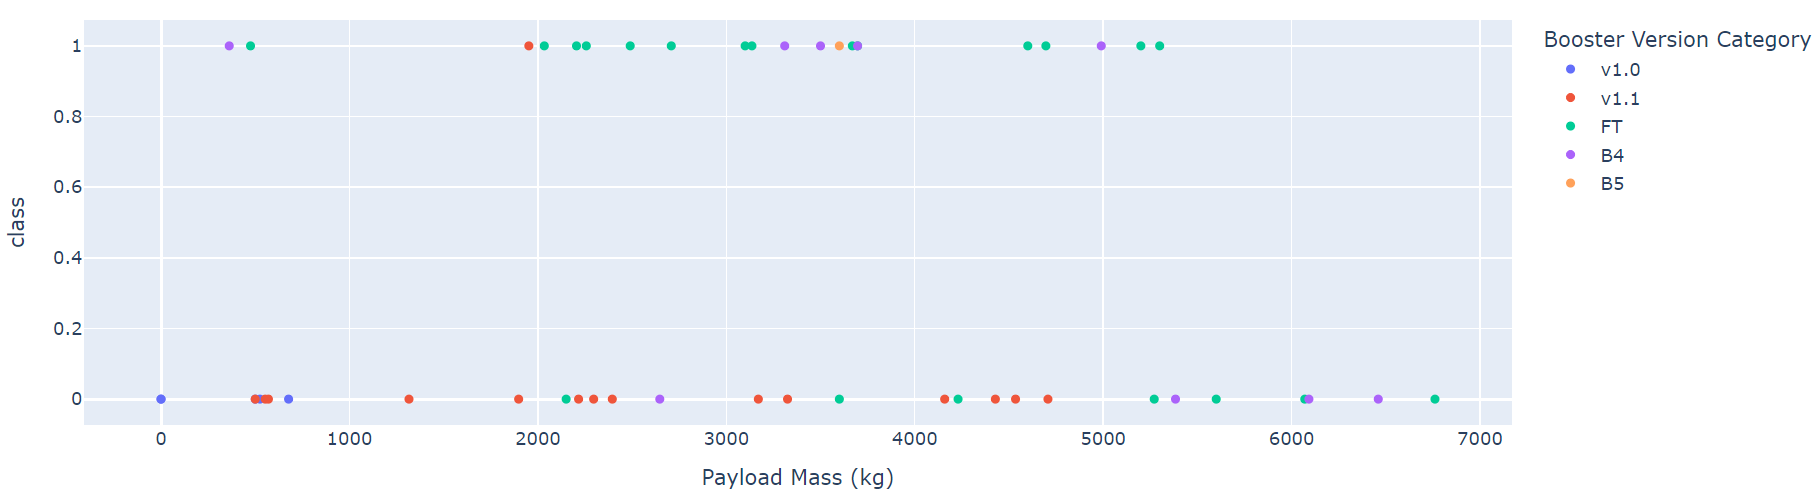 1
0.8
0.6
0.4
0.2
0
class
0 1000 2000 3000 4000 5000 6000 7000
Payload Mass (kg)
Booster Version Category
v1.0
v1.1
FT
B4
B5